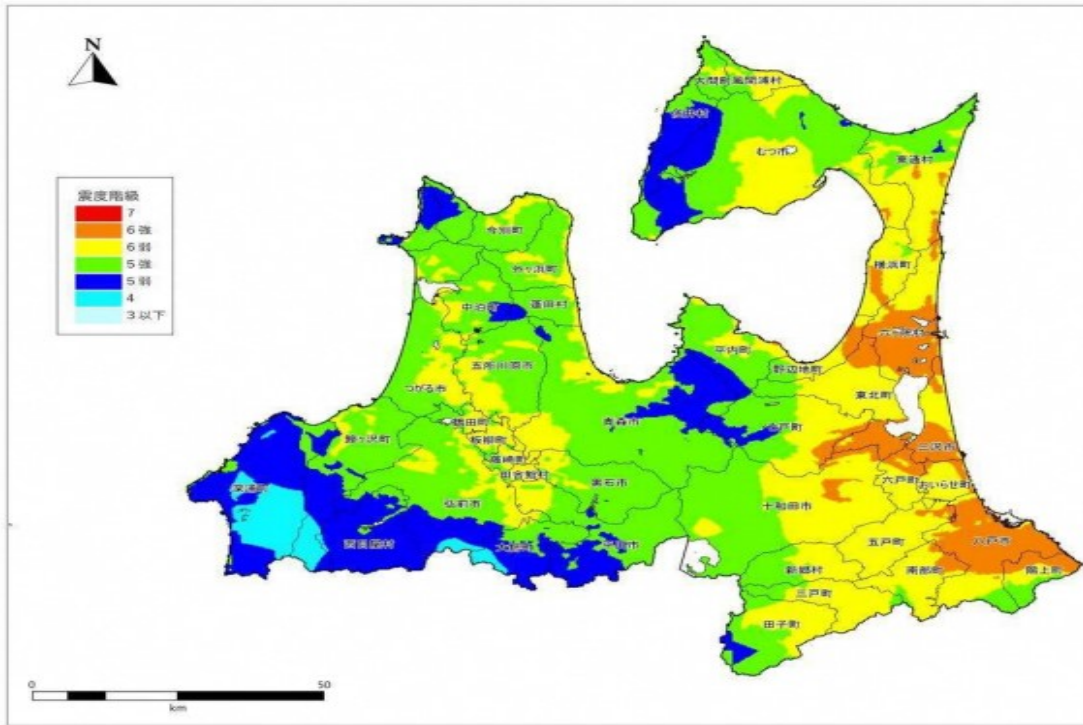 N
大間町
風間浦村
佐井村
むつ市
東通村
震度階級
7
6強
6弱
5強
5弱
4
3以下
今別町
外ヶ浜町
横浜町
中泊町
蓬田村
六ヶ所村
平内町
野辺地町
五所川原市
つがる市
東北町
青森市
七戸町
鶴田町
鰺ヶ沢町
板柳町
三沢市
藤崎町
田舎館村
六戸町
おいらせ町
深浦町
黒石市
弘前市
十和田市
八戸市
西目屋村
大鰐町
平川市
五戸町
新郷村
南部町
階上町
三戸町
田子町
0
50
km